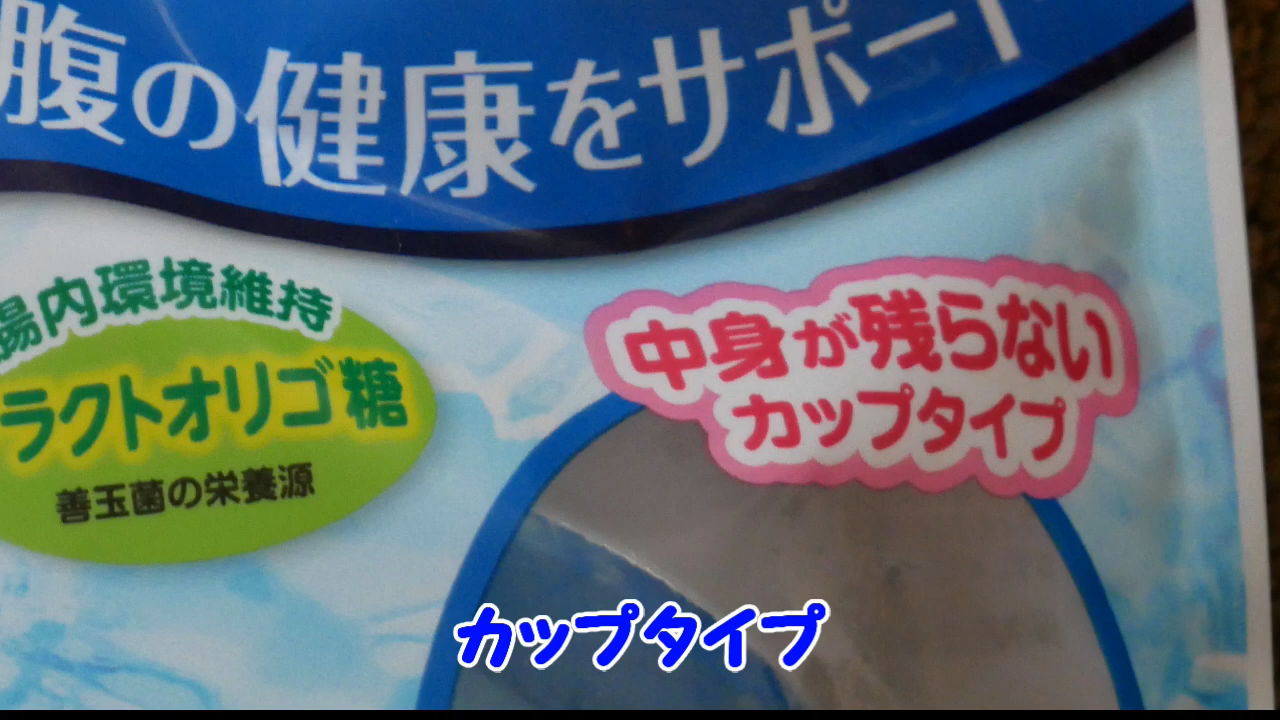 腹の健康をサポート
腸内環境維持
ラクトオリゴ糖
善玉菌の栄養源
中身が残らない
カップタイプ
カップタイプ